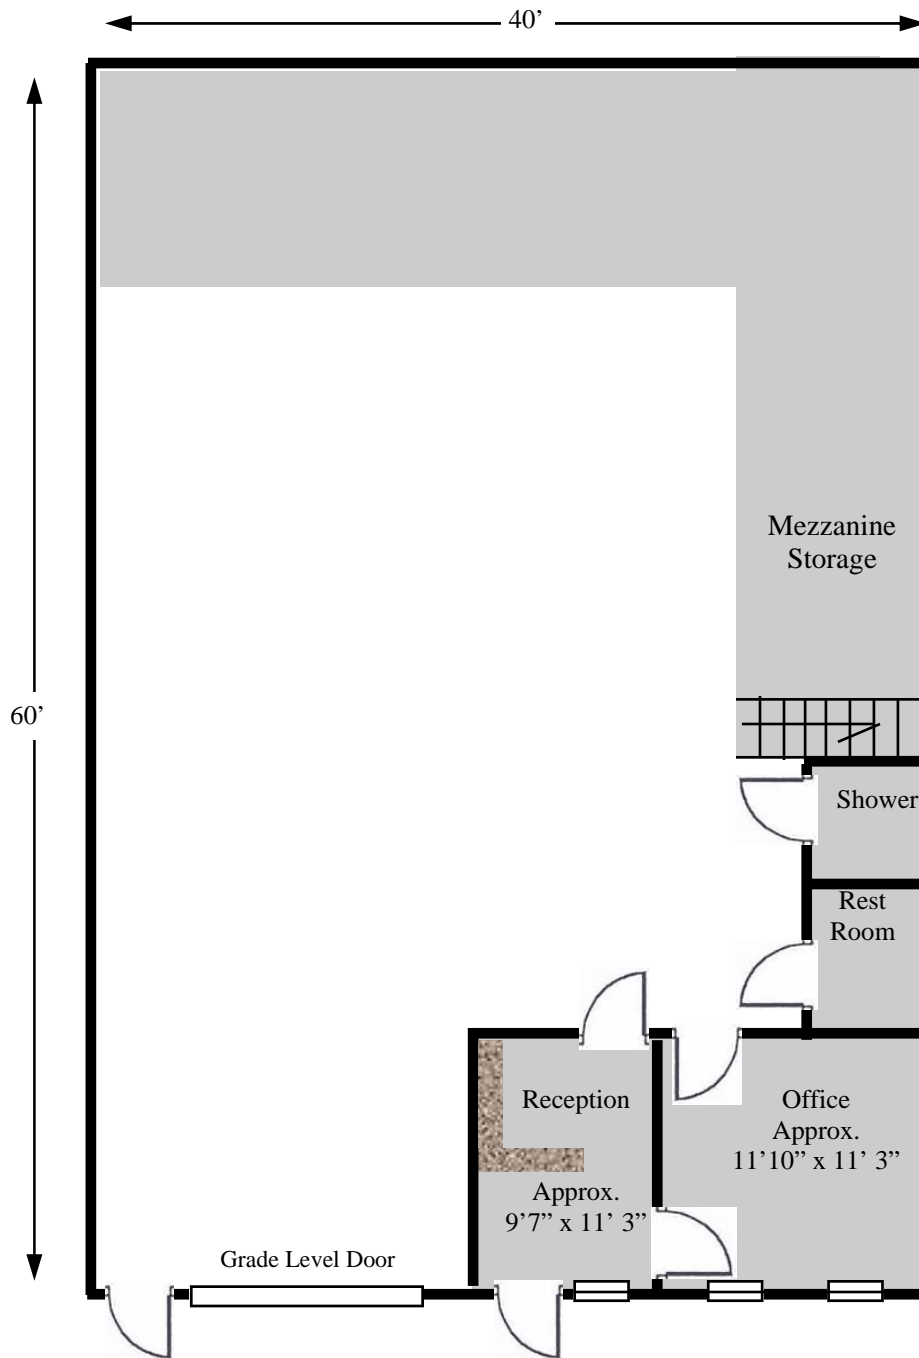 40’
Mezzanine
Storage
60’
Shower
Rest
Room
Reception
Approx.
9’7” x 11’ 3”
Office
Approx.
11’10” x 11’ 3”
Grade Level Door